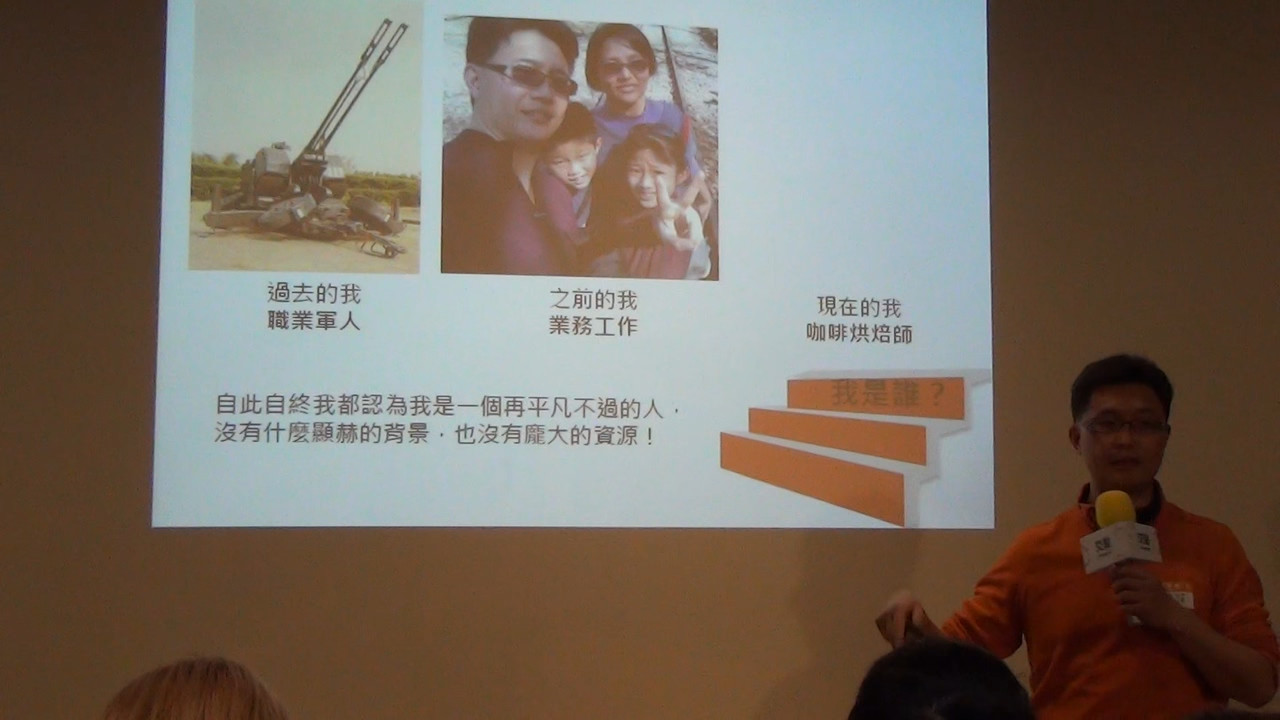 過去的我
職業軍人
之前的我
業務工作
現在的我
咖啡烘焙師
我是誰？
自此自終我都認為我是一個再平凡不過的人，
沒有什麼顯赫的背景，也沒有龐大的資源！